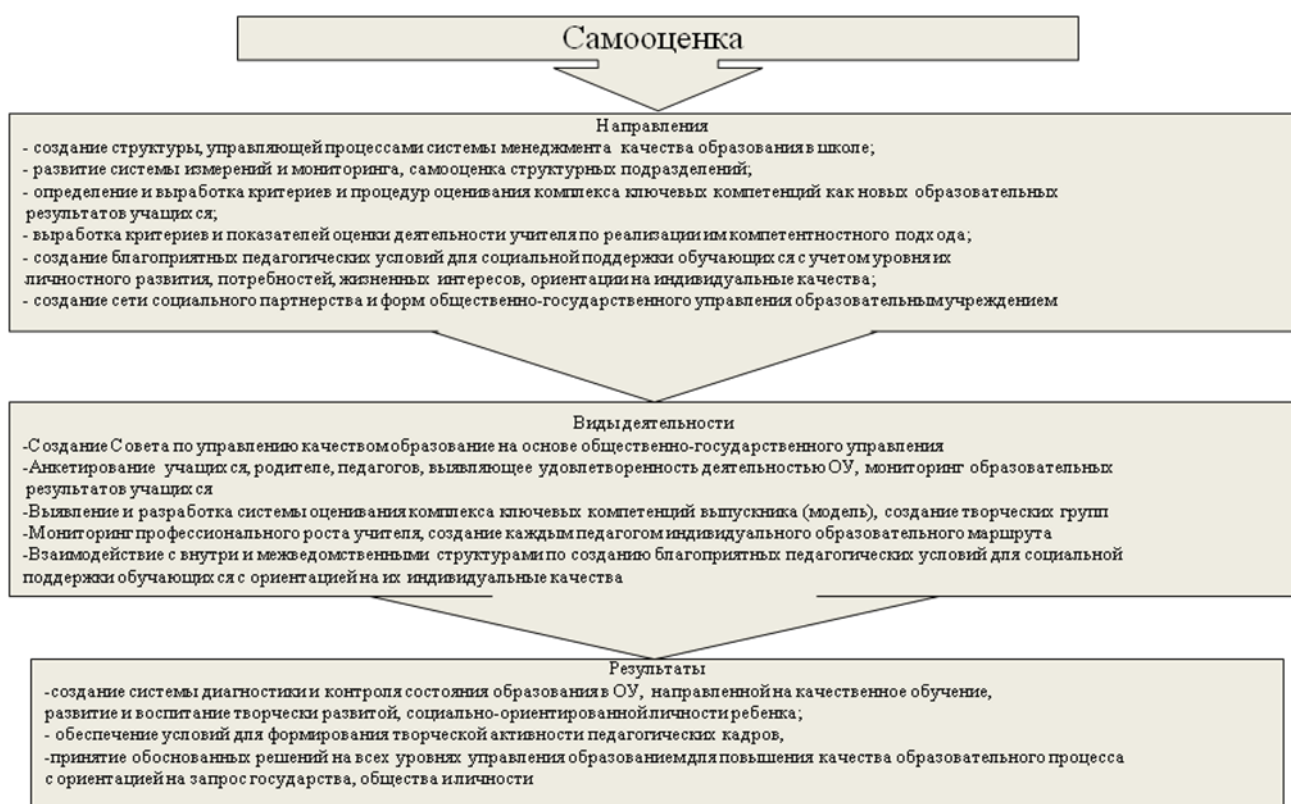 Самооценка
Направления
- создание структуры, управляющей процессами системы менеджмента качества образования в школе;
- развитие системы измерений и мониторинга, самооценка структурных подразделений;
- определение и выработка критериев и процедур оценивания комплекса ключевых компетенций как новых образовательных
результатов учащихся;
- выработка критериев и показателей оценки деятельности учителя по реализации им компетентностного подхода;
- создание благоприятных педагогических условий для социальной поддержки обучающихся с учетом уровня их
личностного развития, потребностей, жизненных интересов, ориентации на индивидуальные качества;
- создание сети социального партнерства и форм общественно-государственного управления образовательным учреждением
Виды деятельности
-Создание Совета по управлению качеством образование на основе общественно-государственного управления
-Анкетирование учащихся, родителе, педагогов, выявляющее удовлетворенность деятельностью ОУ, мониторинг образовательных
результатов учащихся
-Выявление и разработка системы оценивания комплекса ключевых компетенций выпускника (модель), создание творческих групп
-Мониторинг профессионального роста учителя, создание каждым педагогом индивидуального образовательного маршрута
-Взаимодействие с внутри и межведомственными структурами по созданию благоприятных педагогических условий для социальной
поддержки обучающихся с ориентацией на их индивидуальные качества
Результаты
-создание системы диагностики и контроля состояния образования в ОУ, направленной на качественное обучение,
развитие и воспитание творчески развитой, социально-ориентированной личности ребенка;
- обеспечение условий для формирования творческой активности педагогических кадров,
-принятие обоснованных решений на всех уровнях управления образованием для повышения качества образовательного процесса
с ориентацией на запрос государства, общества и личности